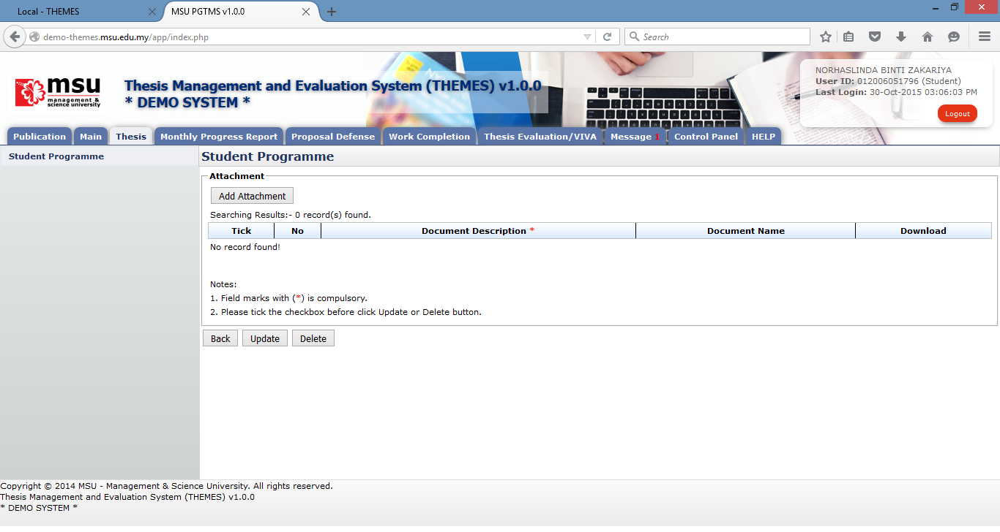 Local - THEMES
MSU PGTMS v1.0.0
demo-themes.msu.edu.my/app/index.php
Search
msu
management & science university
Thesis Management and Evaluation System (THEMES) v1.0.0
* DEMO SYSTEM *
NORHASLINDA BINTI ZAKARIYA
User ID: 012006051796 (Student)
Last Login: 30-Oct-2015 03:06:03 PM
Logout
Publication Main Thesis Monthly Progress Report Proposal Defense Work Completion Thesis Evaluation/VIVA Message 1 Control Panel HELP
Student Programme
Student Programme
Attachment
Add Attachment
Searching Results:- 0 record(s) found.
Tick No Document Description * Document Name Download
No record found!
Notes:
1. Field marks with (*) is compulsory.
2. Please tick the checkbox before click Update or Delete button.
Back Update Delete
Copyright © 2014 MSU - Management & Science University. All rights reserved.
Thesis Management and Evaluation System (THEMES) v1.0.0
* DEMO SYSTEM *